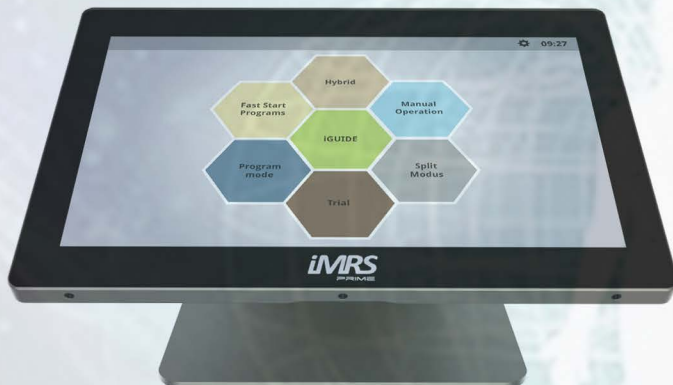 09:27
Hybrid
Fast Start
Programs
Manual
Operation
iGUIDE
Program
mode
Split
Modus
Trial
iMRS
PRIME